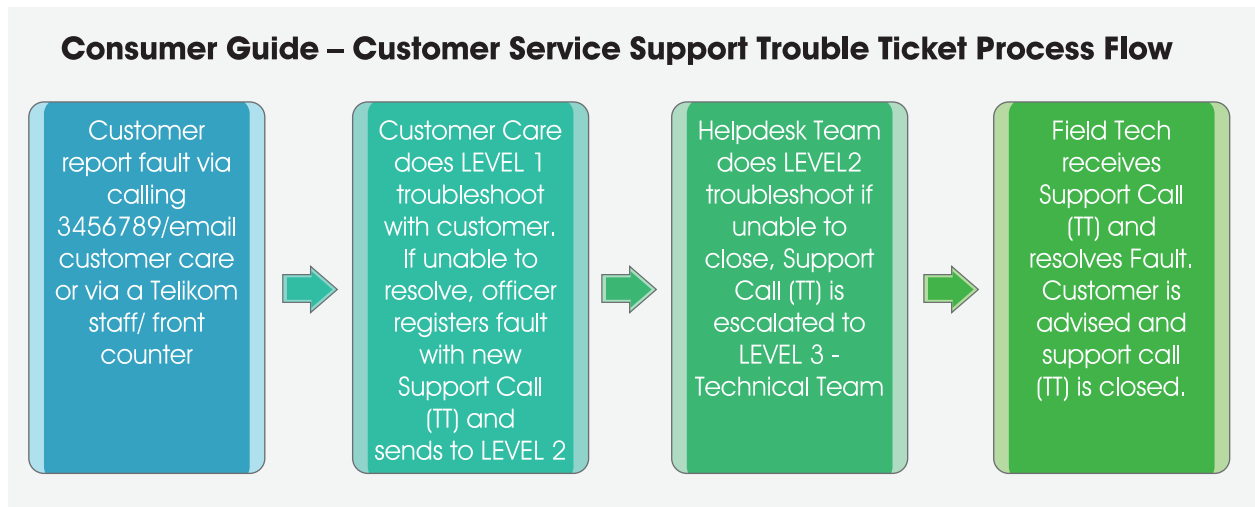 Consumer Guide – Customer Service Support Trouble Ticket Process Flow
Customer
report fault via
calling
3456789/email
customer care
or via a Telikom
staff/ front
counter
Customer Care
does LEVEL 1
troubleshoot
with customer.
If unable to
resolve, officer
registers fault
with new
Support Call
(TT) and
sends to LEVEL 2
Helpdesk Team
does LEVEL2
troubleshoot if
unable to
close, Support
Call (TT) is
escalated to
LEVEL 3 -
Technical Team
Field Tech
receives
Support Call
(TT) and
resolves Fault.
Customer is
advised and
support call
(TT) is closed.